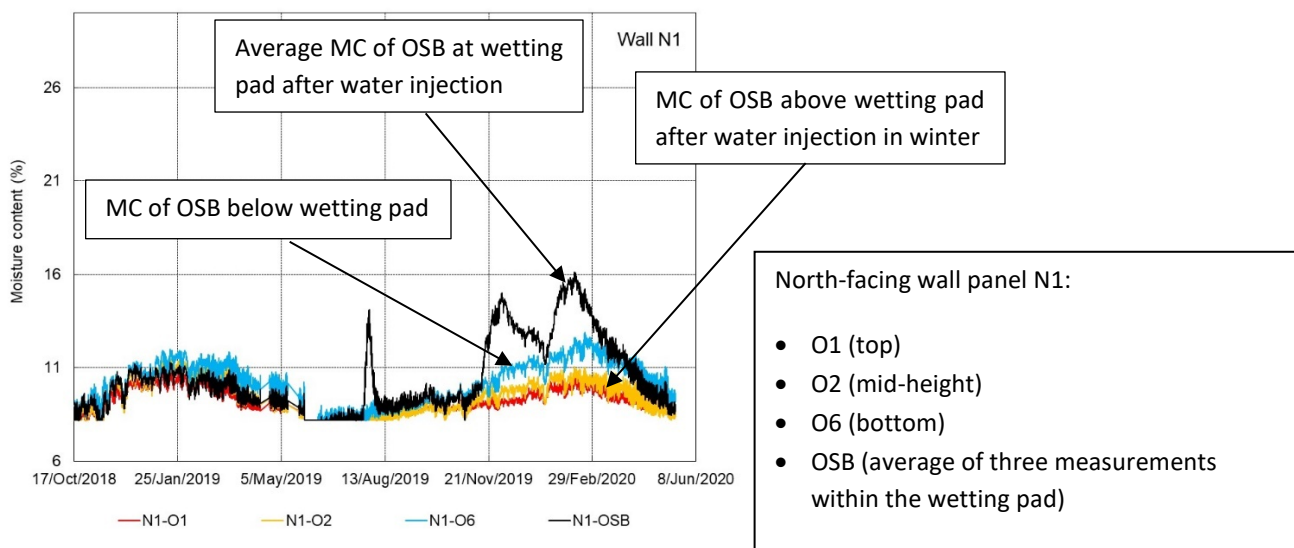 Wall N1
Average MC of OSB at wetting
pad after water injection
MC of OSB above wetting pad
after water injection in winter
MC of OSB below wetting pad
Moisture content (%)
26
21
16
11
6
17/Oct/2018 25/Jan/2019 5/May/2019 13/Aug/2019 21/Nov/2019 29/Feb/2020 8/Jun/2020
N1-O1 N1-O2 N1-O6 N1-OSB
North-facing wall panel N1:
• O1 (top)
• O2 (mid-height)
• O6 (bottom)
• OSB (average of three measurements
within the wetting pad)